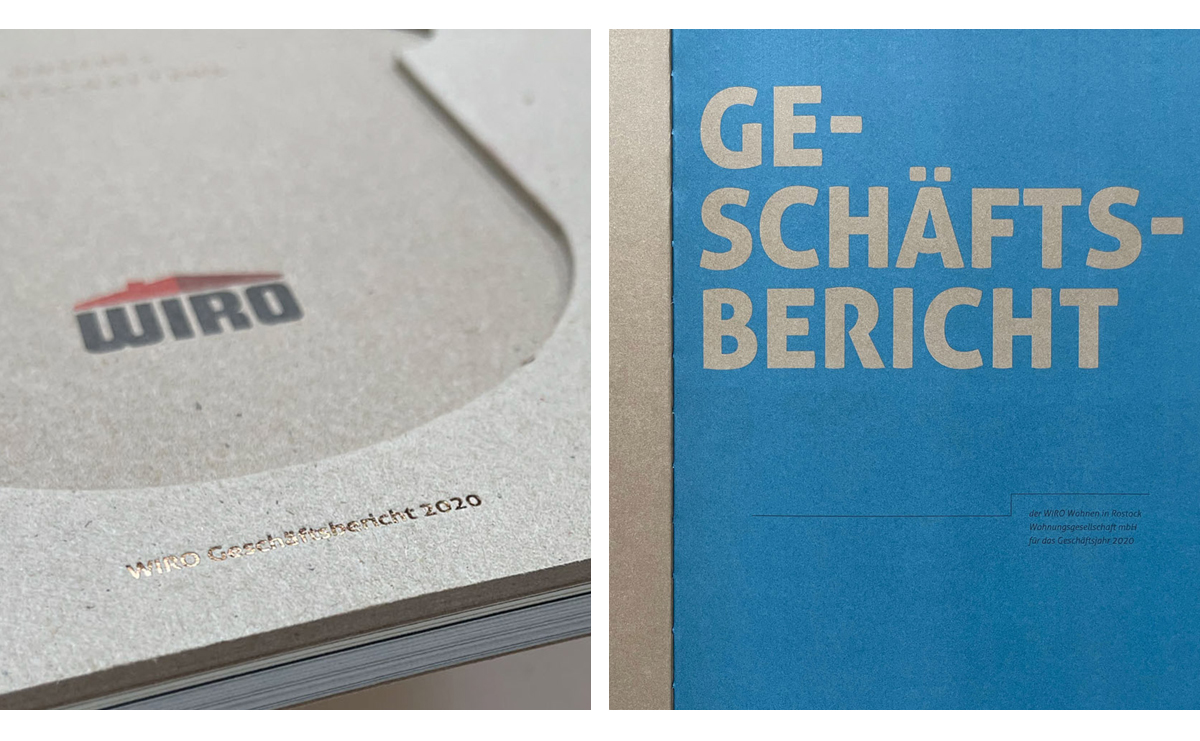 WIRO
WIRO Geschäftsbericht 2020
GE-
SCHÄFTS-
BERICHT
der WIRO Wohnen in Rostock
Wohnungsgesellschaft mbH
für das Geschäftsjahr 2020